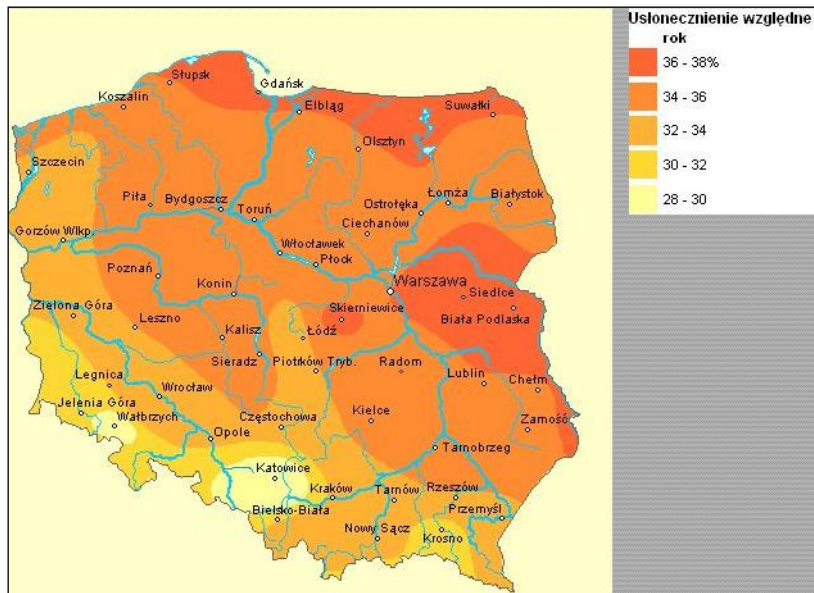 Usłonecznienie względne
rok
36 - 38%
34 - 36
32 - 34
30 - 32
28 - 30
Słupsk
Gdańsk
Koszalin
Elbląg
Suwałki
Olsztyn
Szczecin
Piła
Bydgoszcz
Toruń
Ostrołęka
Łomża
Białystok
Ciechanów
Gorzów Wlkp.
Włocławek
Płock
Poznań
Konin
Warszawa
Siedlce
Skierniewice
Biała Podlaska
Zielona Góra
Leszno
Kalisz
Łódź
Sieradz
Piotrków Tryb.
Radom
Lublin
Chełm
Legnica
Wrocław
Jelenia Góra
Wałbrzych
Częstochowa
Kielce
Zamość
Opole
Tarnobrzeg
Katowice
Kraków
Tarnów
Rzeszów
Przemyśl
Bielsko-Biała
Nowy Sącz
Krosno